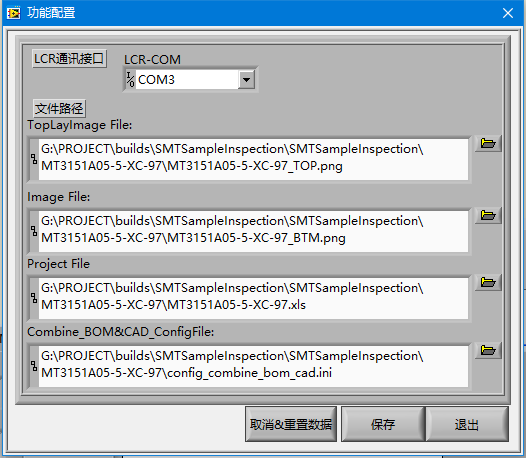 功能配置
LCR通讯接口
LCR-COM
COM3
文件路径
TopLayImage File:
G:\PROJECT\builds\SMTSampleInspection\SMTSampleInspection\
MT3151A05-5-XC-97\MT3151A05-5-XC-97_TOP.png
Image File:
G:\PROJECT\builds\SMTSampleInspection\SMTSampleInspection\
MT3151A05-5-XC-97\MT3151A05-5-XC-97_BTM.png
Project File
G:\PROJECT\builds\SMTSampleInspection\SMTSampleInspection\
MT3151A05-5-XC-97\MT3151A05-5-XC-97.xls
Combine_BOM&CAD_ConfigFile:
G:\PROJECT\builds\SMTSampleInspection\SMTSampleInspection\
MT3151A05-5-XC-97\config_combine_bom_cad.ini
取消&重置数据
保存
退出